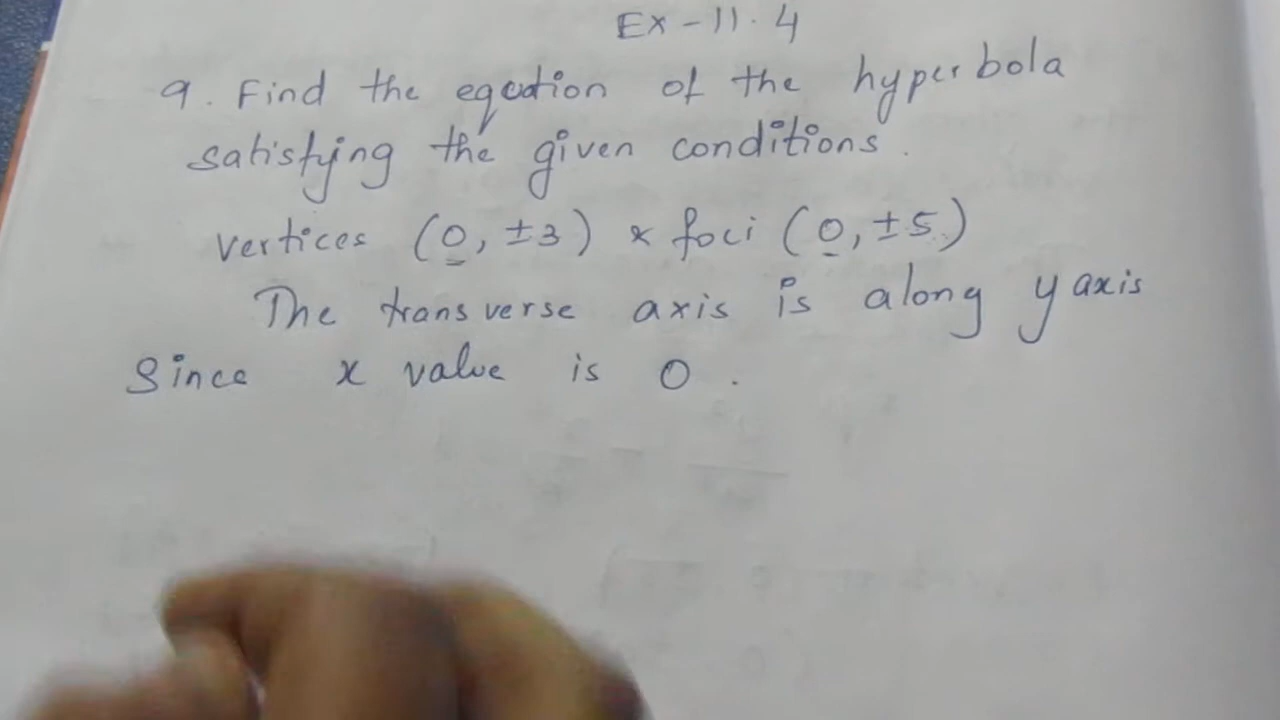 Ex - 11.4
9. Find the eqution of the hyperbola
satisfying the given conditions.
vertices (0, ±3) & foci (0, ±5)
The transverse axis is along y axis
Since x value is 0.